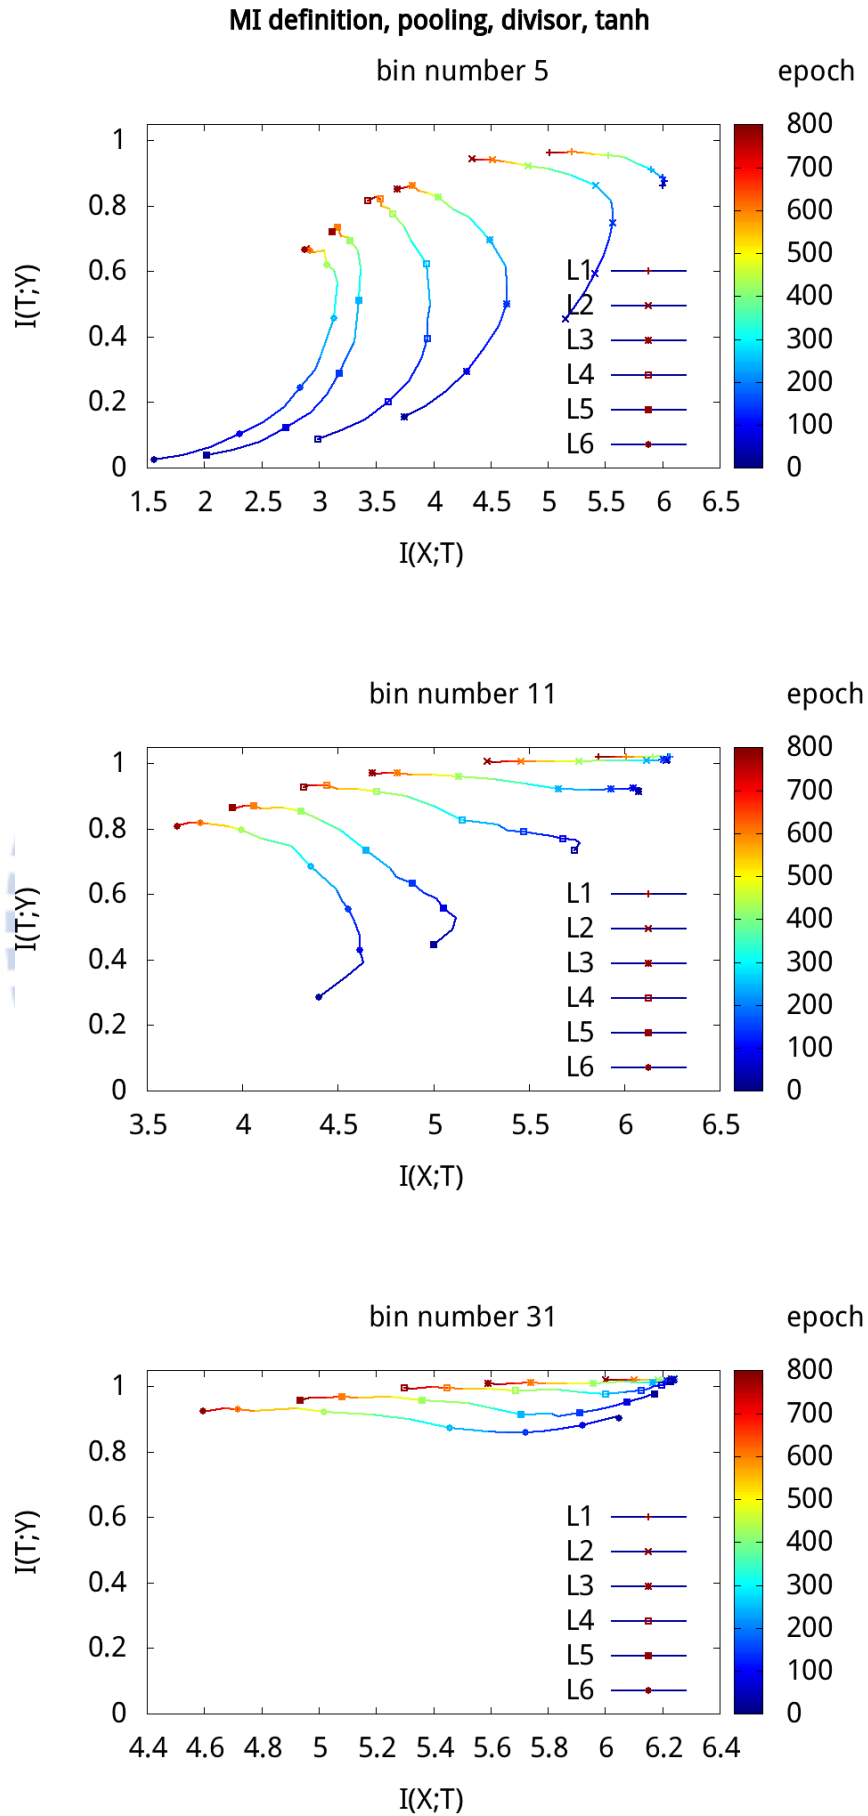 MI definition, pooling, divisor, tanh
bin number 5
epoch
1
0.8
0.6
0.4
0.2
0
I(T;Y)
1.5 2 2.5 3 3.5 4 4.5 5 5.5 6 6.5
I(X;T)
L1
L2
L3
L4
L5
L6
800
700
600
500
400
300
200
100
0
bin number 11
epoch
1
0.8
0.6
0.4
0.2
0
I(T;Y)
3.5 4 4.5 5 5.5 6 6.5
I(X;T)
L1
L2
L3
L4
L5
L6
800
700
600
500
400
300
200
100
0
bin number 31
epoch
1
0.8
0.6
0.4
0.2
0
I(T;Y)
4.4 4.6 4.8 5 5.2 5.4 5.6 5.8 6 6.2 6.4
I(X;T)
L1
L2
L3
L4
L5
L6
800
700
600
500
400
300
200
100
0